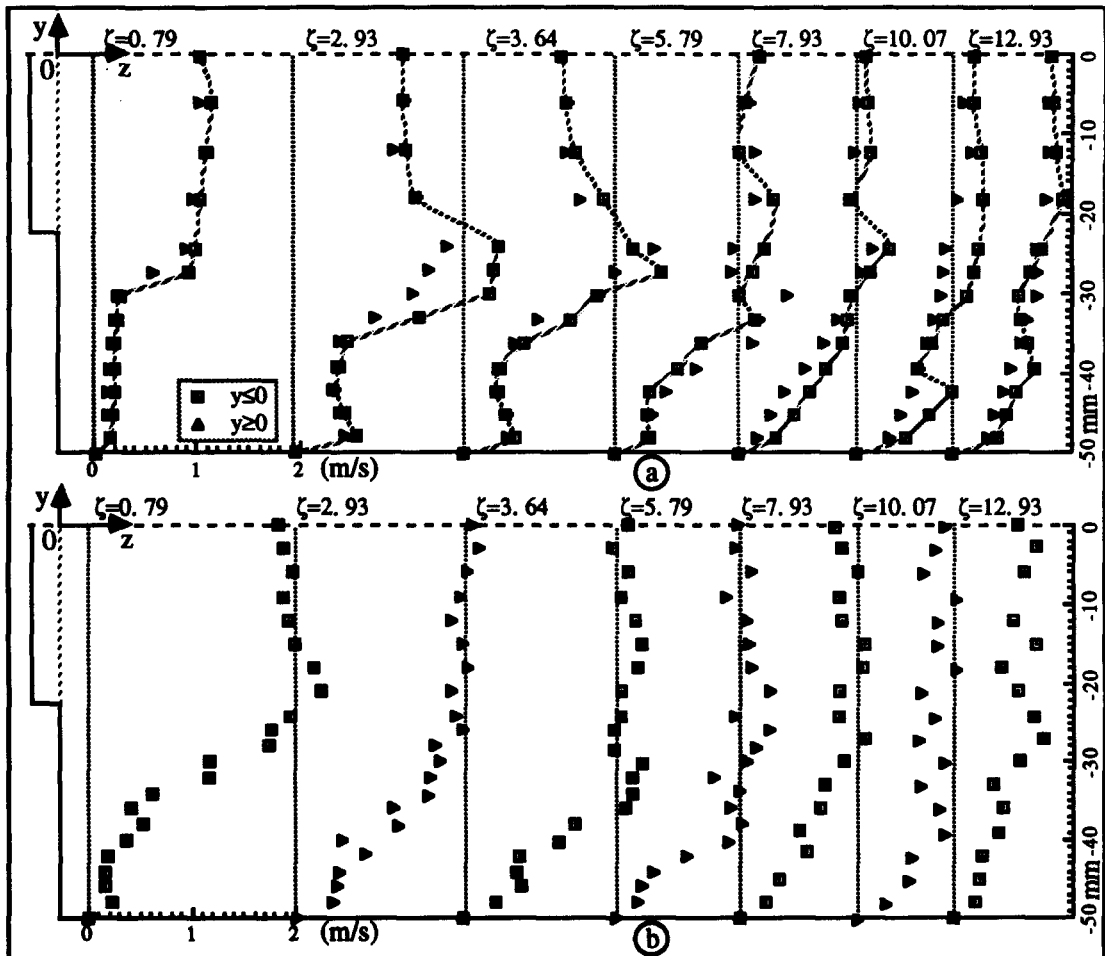 y
ζ=0. 79 ζ=2. 93 ζ=3. 64 ζ=5. 79 ζ=7. 93 ζ=10. 07 ζ=12. 93
0 z 0
-10
-20
-30
-40
-50 mm
y≤0
y≥0
0 1 2 (m/s)
a
y
ζ=0. 79 ζ=2. 93 ζ=3. 64 ζ=5. 79 ζ=7. 93 ζ=10. 07 ζ=12. 93
0 z 0
-10
-20
-30
-40
-50 mm
0 1 2 (m/s)
b